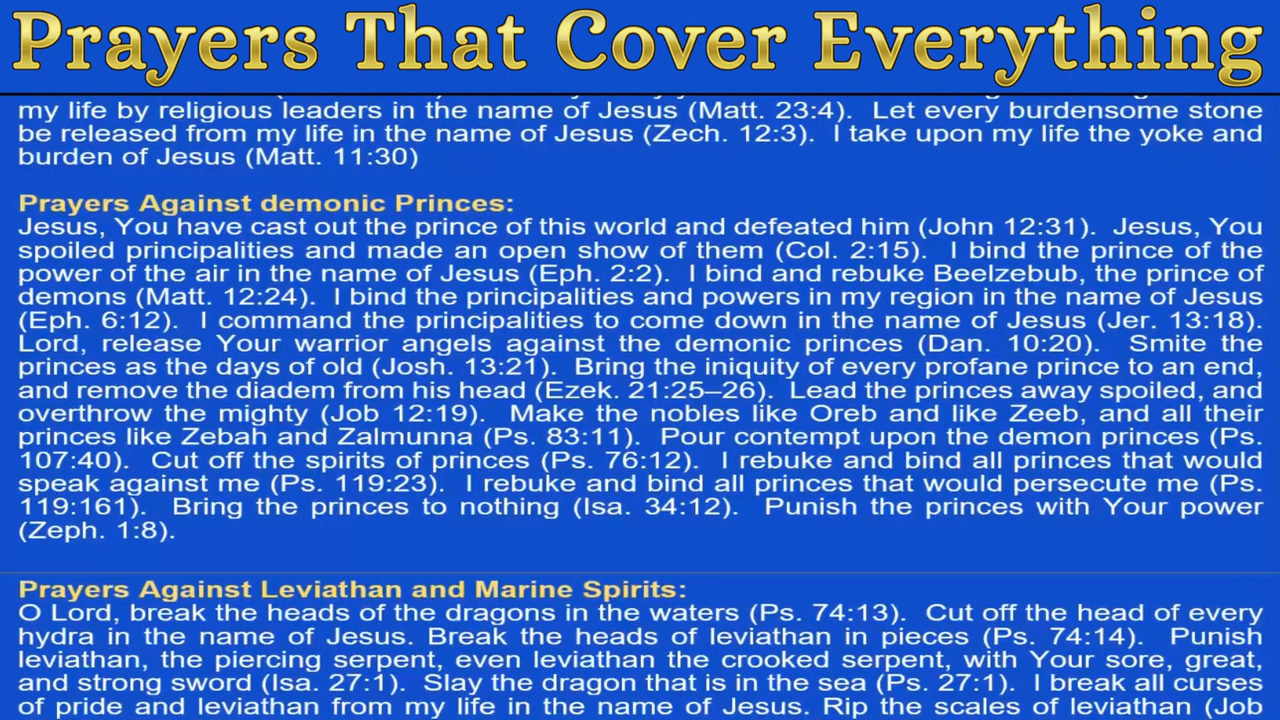 Prayers That Cover Everything
my life by religious leaders in the name of Jesus (Matt. 23:4).  Let every burdensome stone
be released from my life in the name of Jesus (Zech. 12:3).  I take upon my life the yoke and
burden of Jesus (Matt. 11:30)
Prayers Against demonic Princes:
Jesus, You have cast out the prince of this world and defeated him (John 12:31).  Jesus, You
spoiled principalities and made an open show of them (Col. 2:15).  I bind the prince of the
power of the air in the name of Jesus (Eph. 2:2).  I bind and rebuke Beelzebub, the prince of
demons (Matt. 12:24).  I bind the principalities and powers in my region in the name of Jesus
(Eph. 6:12).  I command the principalities to come down in the name of Jesus (Jer. 13:18).
Lord, release Your warrior angels against the demonic princes (Dan. 10:20).  Smite the
princes as the days of old (Josh. 13:21).  Bring the iniquity of every profane prince to an end,
and remove the diadem from his head (Ezek. 21:25–26).  Lead the princes away spoiled, and
overthrow the mighty (Job 12:19).  Make the nobles like Oreb and like Zeeb, and all their
princes like Zebah and Zalmunna (Ps. 83:11).  Pour contempt upon the demon princes (Ps.
107:40).  Cut off the spirits of princes (Ps. 76:12).  I rebuke and bind all princes that would
speak against me (Ps. 119:23).  I rebuke and bind all princes that would persecute me (Ps.
119:161).  Bring the princes to nothing (Isa. 34:12).  Punish the princes with Your power
(Zeph. 1:8).
Prayers Against Leviathan and Marine Spirits:
O Lord, break the heads of the dragons in the waters (Ps. 74:13).  Cut off the head of every
hydra in the name of Jesus. Break the heads of leviathan in pieces (Ps. 74:14).  Punish
leviathan, the piercing serpent, even leviathan the crooked serpent, with Your sore, great,
and strong sword (Isa. 27:1).  Slay the dragon that is in the sea (Ps. 27:1).  I break all curses
of pride and leviathan from my life in the name of Jesus. Rip the scales of leviathan (Job